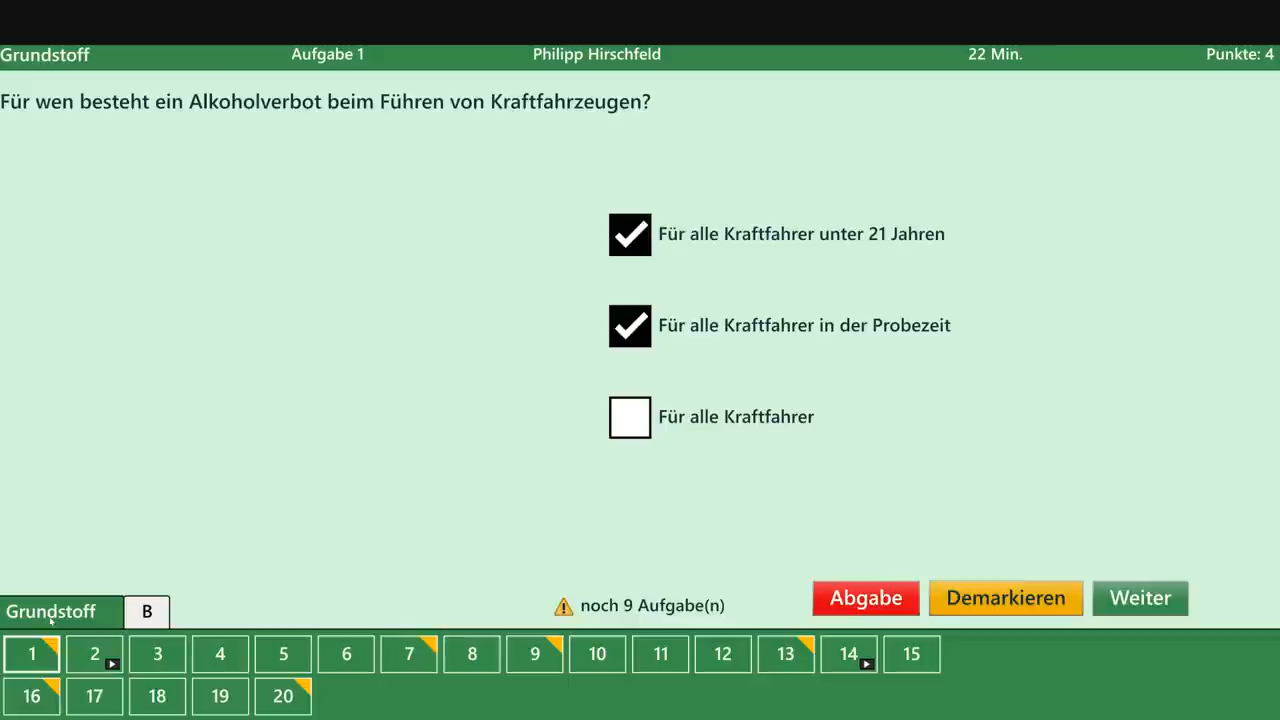 Grundstoff Aufgabe 1 Philipp Hirschfeld 22 Min. Punkte: 4
Für wen besteht ein Alkoholverbot beim Führen von Kraftfahrzeugen?
Für alle Kraftfahrer unter 21 Jahren
Für alle Kraftfahrer in der Probezeit
Für alle Kraftfahrer
Grundstoff B noch 9 Aufgabe(n) Abgabe Demarkieren Weiter
1 2 3 4 5 6 7 8 9 10 11 12 13 14 15
16 17 18 19 20